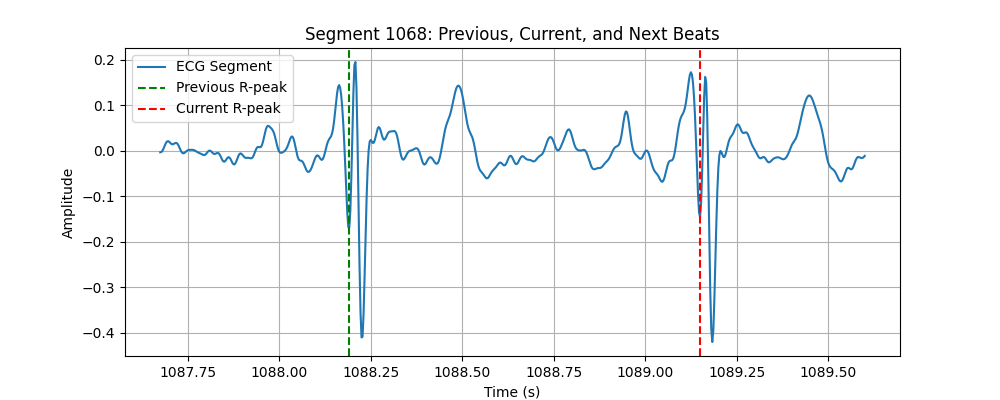 Segment 1068: Previous, Current, and Next Beats
ECG Segment
Previous R-peak
Current R-peak
0.2
0.1
0.0
−0.1
−0.2
−0.3
−0.4
Amplitude
1087.75 1088.00 1088.25 1088.50 1088.75 1089.00 1089.25 1089.50
Time (s)